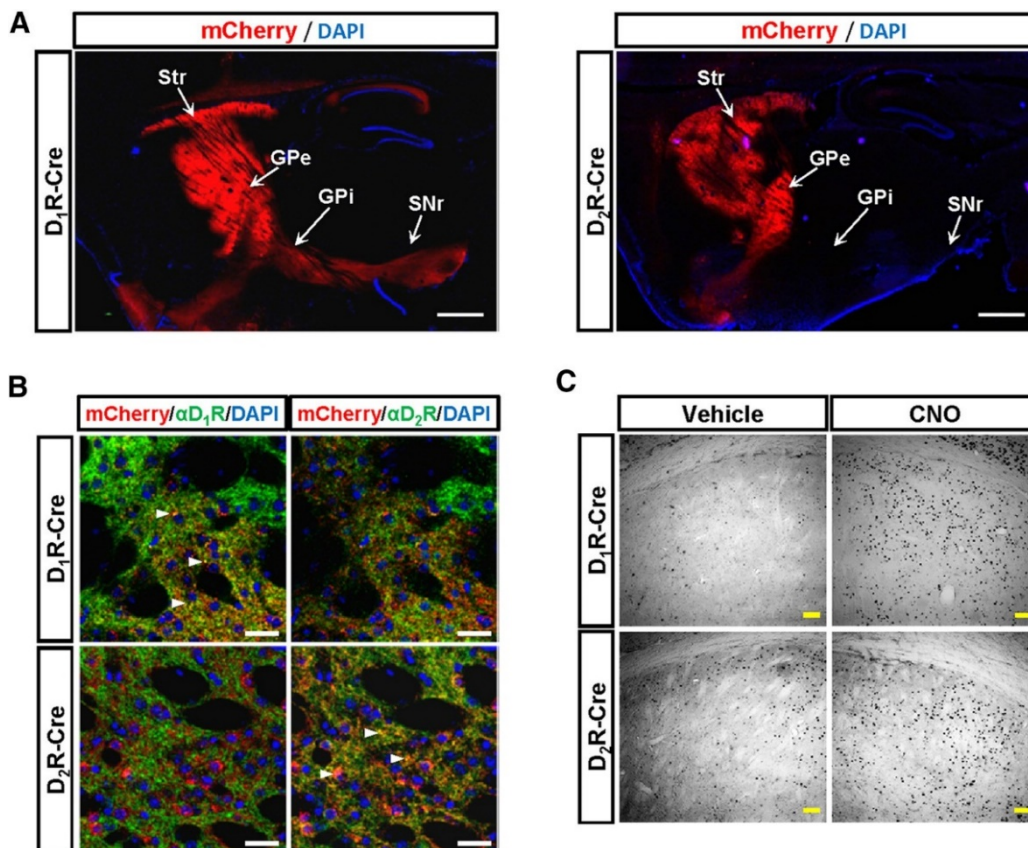 A
mCherry / DAPI
D₁R-Cre
Str
GPe
GPi
SNr
mCherry / DAPI
D₂R-Cre
Str
GPe
GPi
SNr
B
mCherry/αD₁R/DAPI
mCherry/αD₂R/DAPI
D₁R-Cre
D₂R-Cre
C
Vehicle
CNO
D₁R-Cre
D₂R-Cre